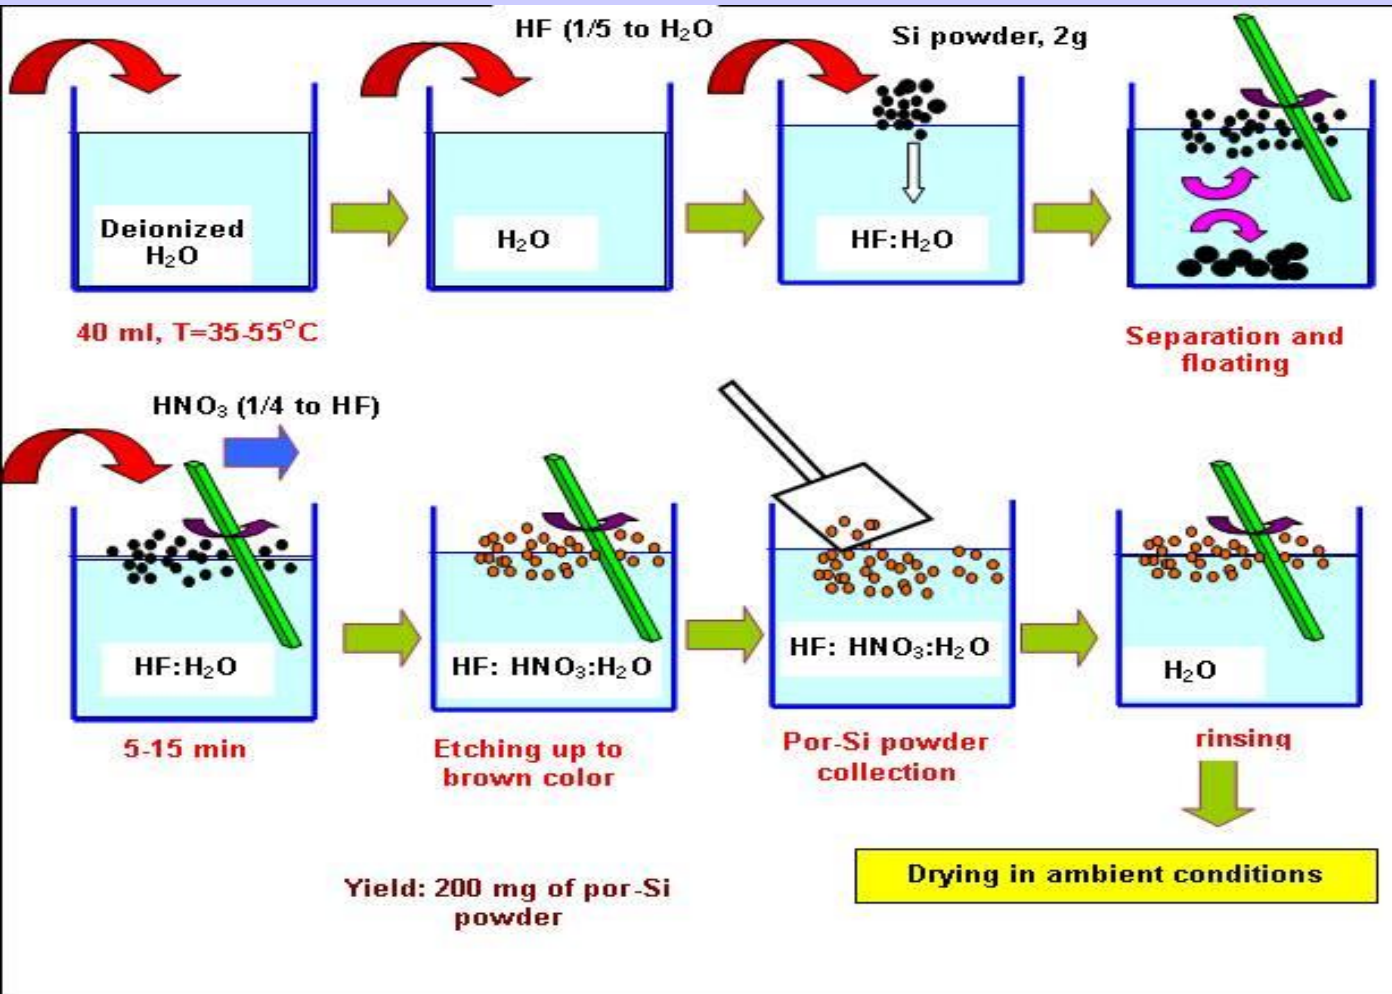 HF (1/5 to H₂O
Si powder, 2g
Deionized
H₂O
H₂O
HF:H₂O
40 ml, T=35-55°C
Separation and
floating
HNO₃ (1/4 to HF)
HF:H₂O
HF: HNO₃:H₂O
HF: HNO₃:H₂O
H₂O
5-15 min
Etching up to
brown color
Por-Si powder
collection
rinsing
Drying in ambient conditions
Yield: 200 mg of por-Si
powder